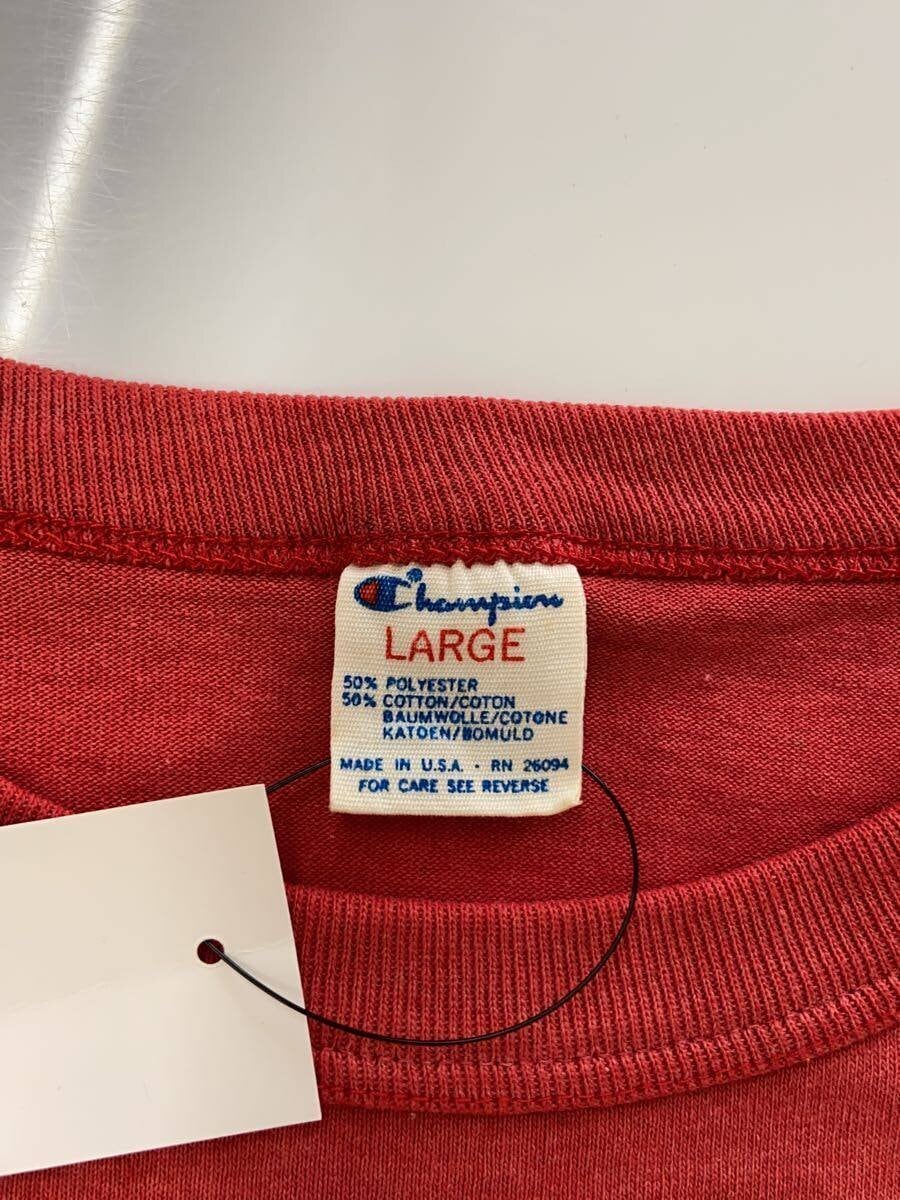 Champion
LARGE
50% POLYESTER
50% COTTON/COTON
BAUMWOLLE/COTONE
KATOEN/BOMULD
MADE IN U.S.A. · RN 26094
FOR CARE SEE REVERSE